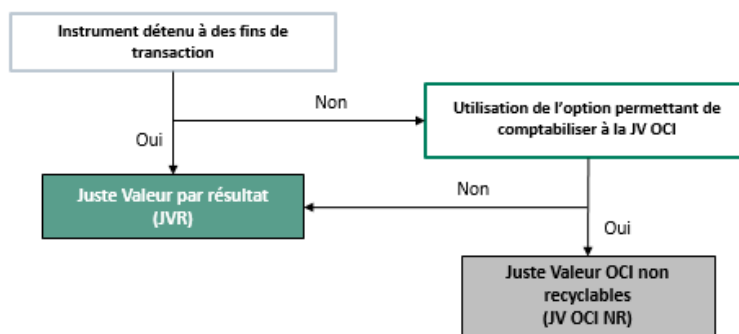 Instrument détenu à des fins de
transaction
Non
Utilisation de l'option permettant de
comptabiliser à la JV OCI
Oui
Juste Valeur par résultat
(JVR)
Non
Oui
Juste Valeur OCI non
recyclables
(JV OCI NR)